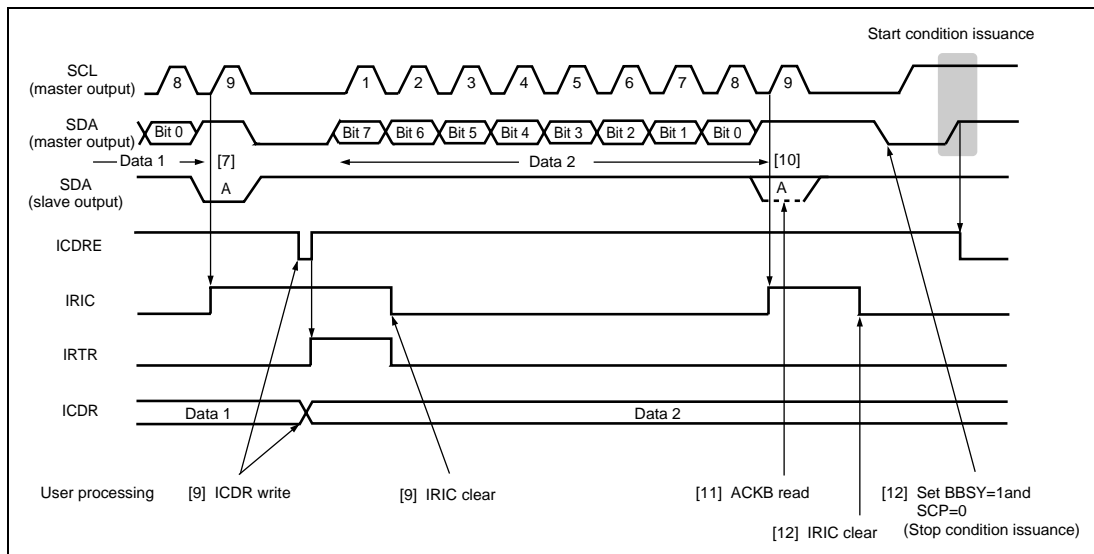 Start condition issuance
SCL
(master output)
8 9 1 2 3 4 5 6 7 8 9
SDA
(master output)
Bit 0 Bit 7 Bit 6 Bit 5 Bit 4 Bit 3 Bit 2 Bit 1 Bit 0
Data 1 [7] Data 2 [10]
SDA
(slave output)
A A
ICDRE
IRIC
IRTR
ICDR
Data 1 Data 2
User processing [9] ICDR write [9] IRIC clear [11] ACKB read [12] Set BBSY=1and
SCP=0
(Stop condition issuance)
[12] IRIC clear